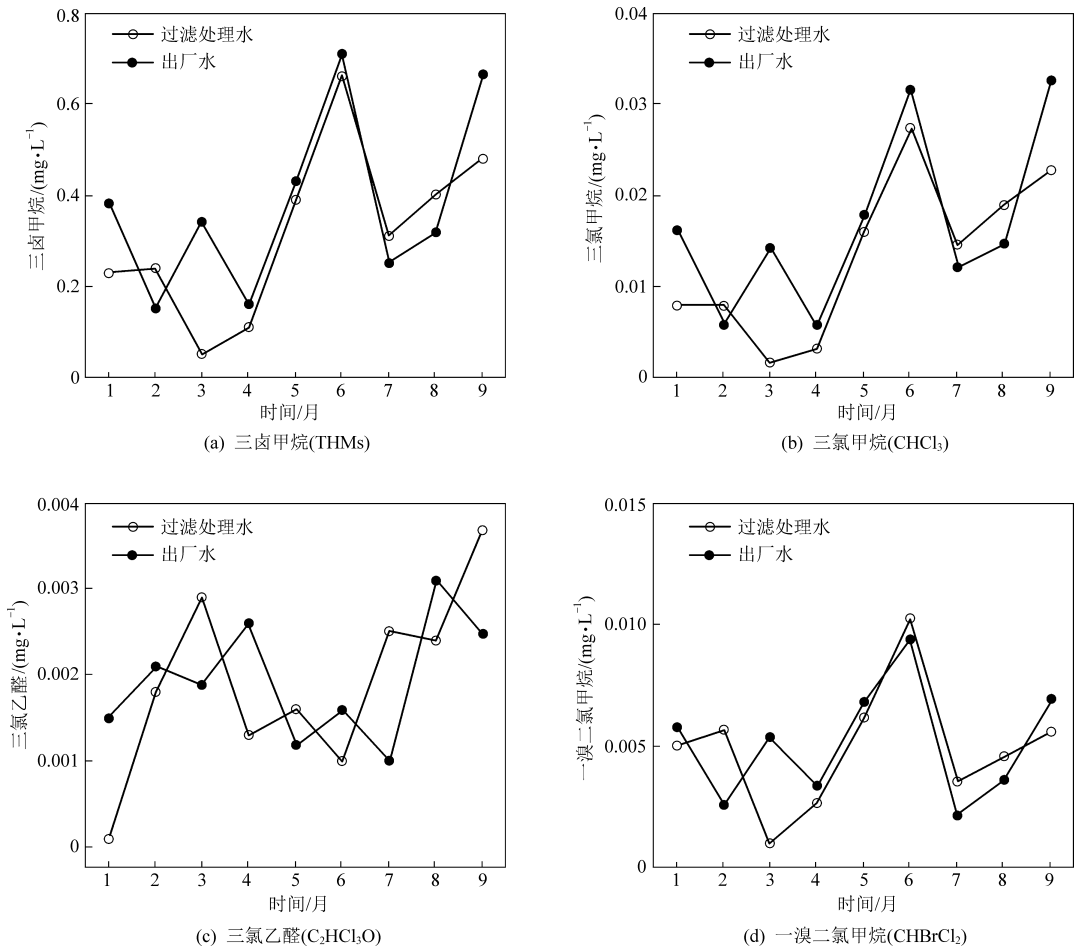 0.8
0.6
0.4
0.2
0
三卤甲烷/(mg•L⁻¹)
过滤处理水
出厂水
1 2 3 4 5 6 7 8 9
时间/月
(a) 三卤甲烷(THMs)
0.04
0.03
0.02
0.01
0
三氯甲烷/(mg•L⁻¹)
过滤处理水
出厂水
1 2 3 4 5 6 7 8 9
时间/月
(b) 三氯甲烷(CHCl₃)
0.004
0.003
0.002
0.001
0
三氯乙醛/(mg•L⁻¹)
过滤处理水
出厂水
1 2 3 4 5 6 7 8 9
时间/月
(c) 三氯乙醛(C₂HCl₃O)
0.015
0.010
0.005
0
一溴二氯甲烷/(mg•L⁻¹)
过滤处理水
出厂水
1 2 3 4 5 6 7 8 9
时间/月
(d) 一溴二氯甲烷(CHBrCl₂)